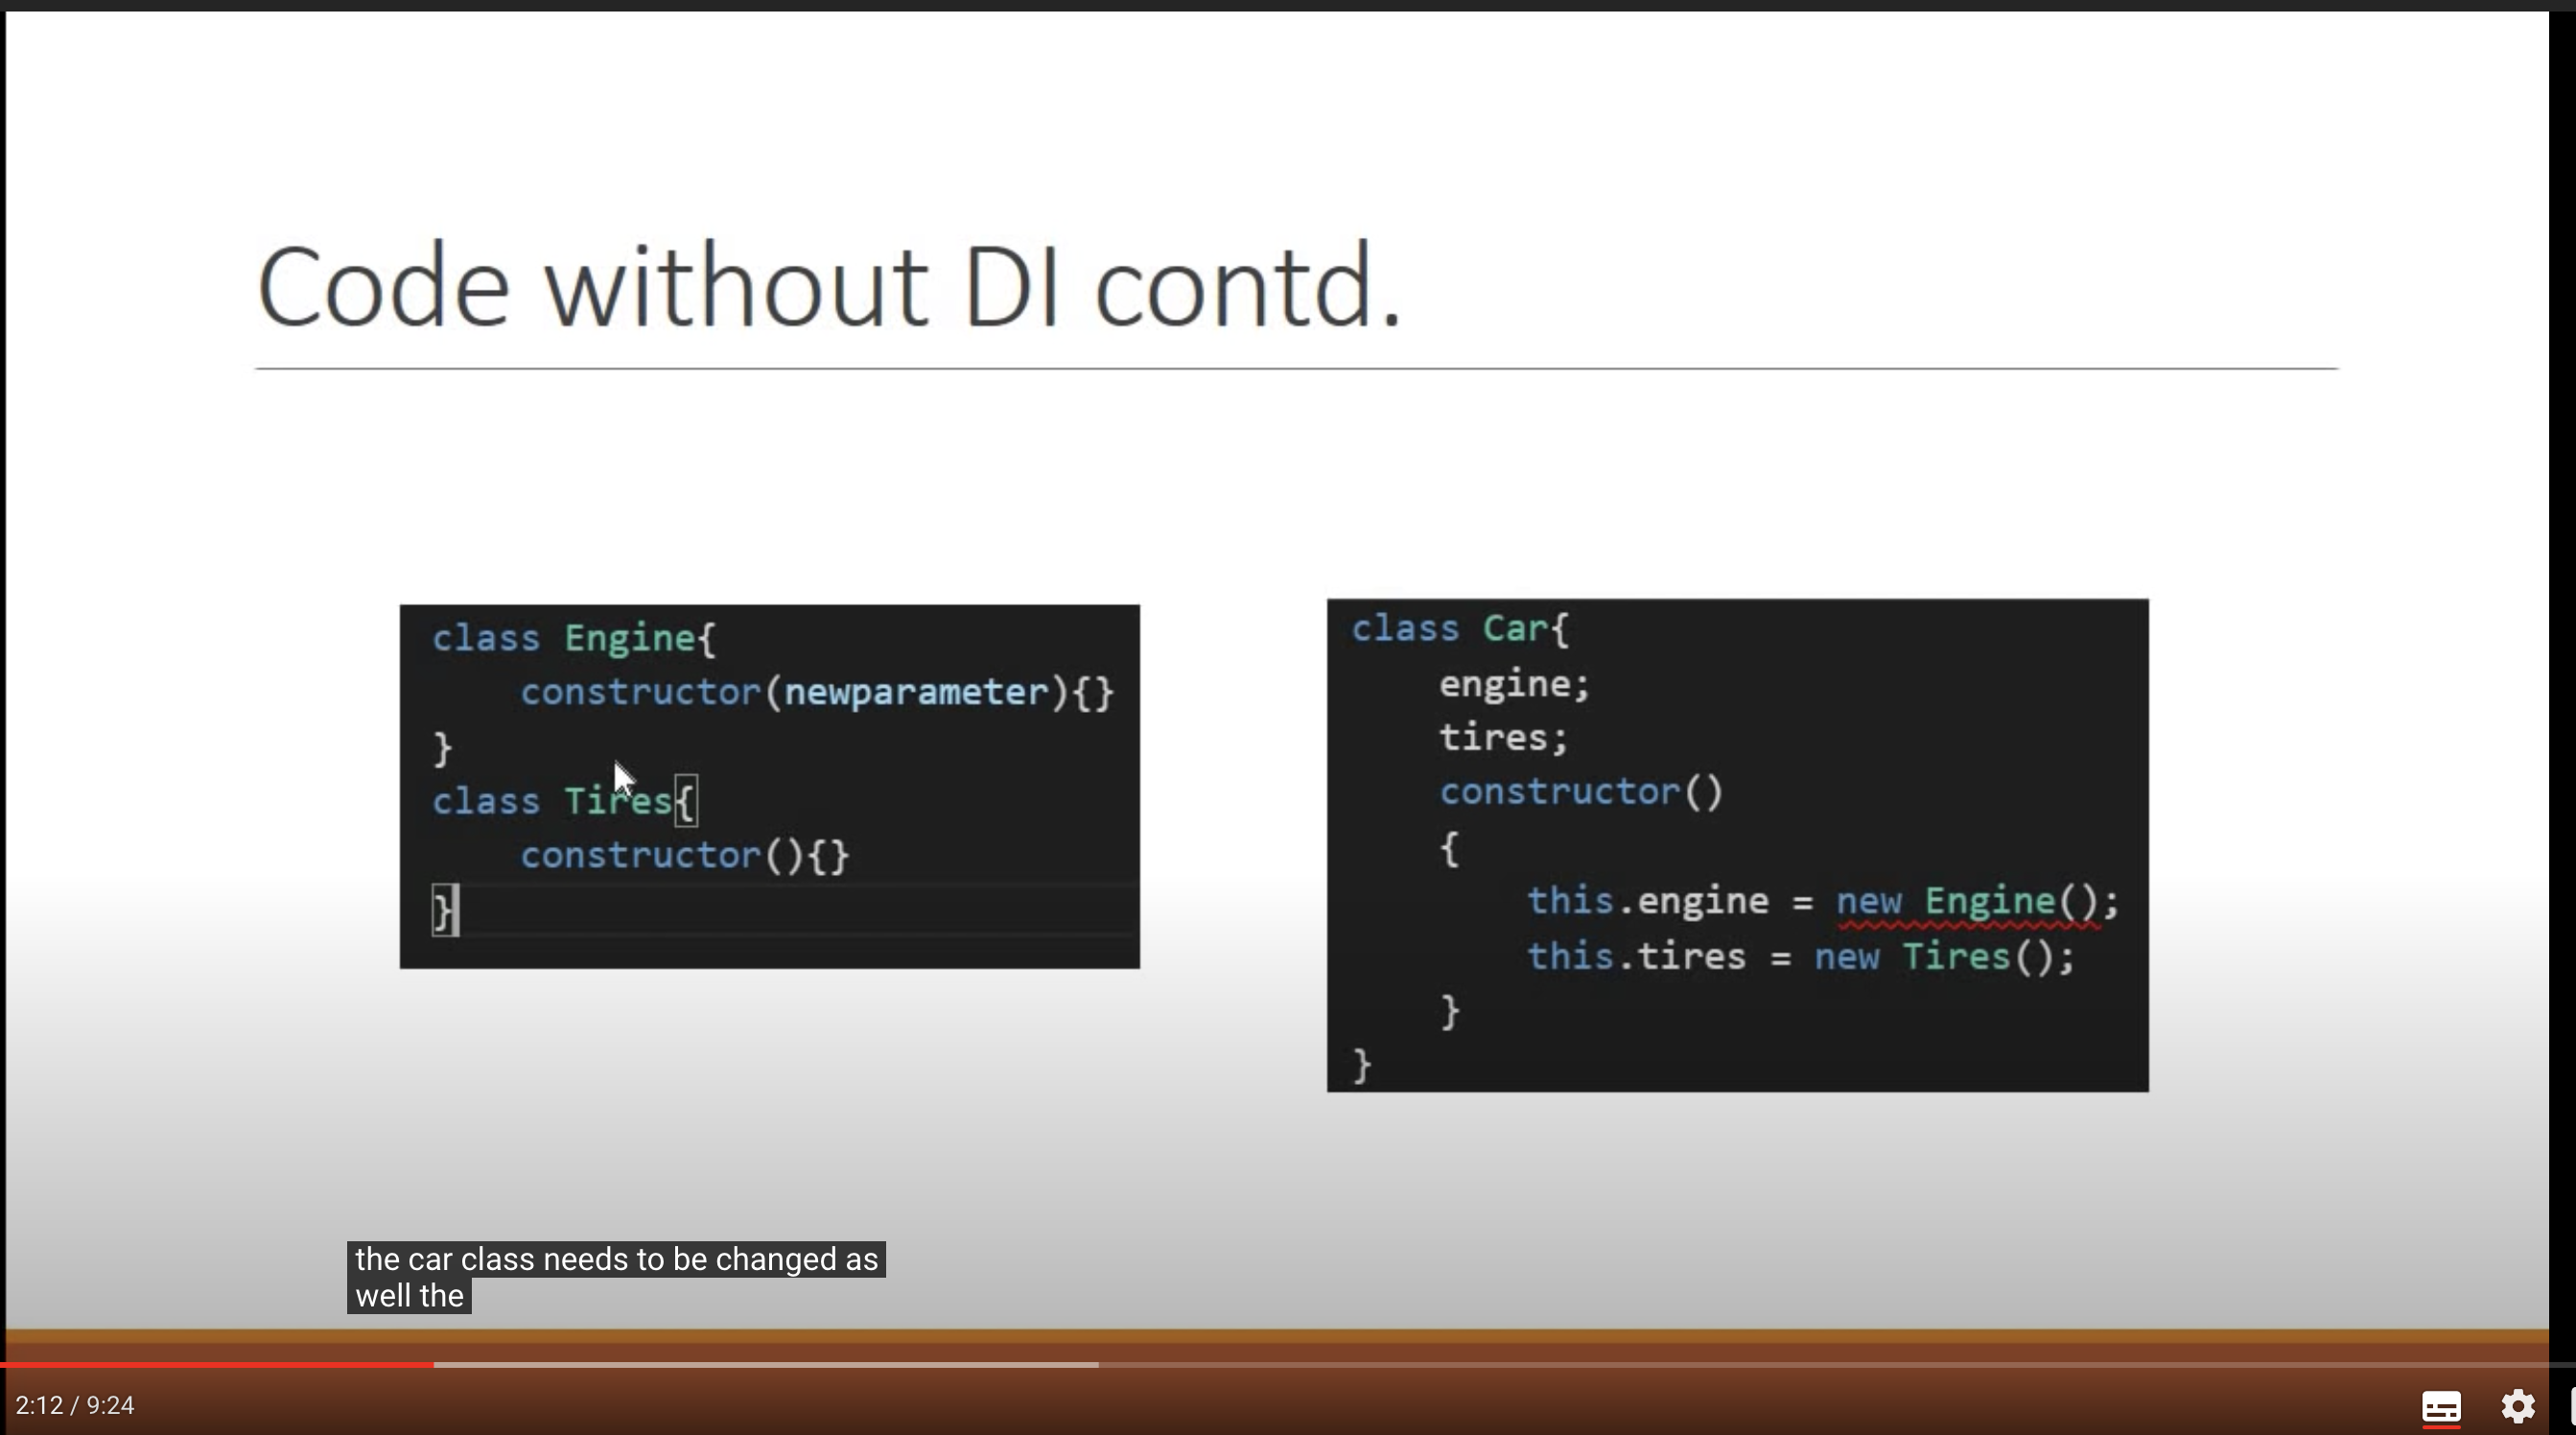 Code without DI contd.
class Engine{
constructor(newparameter){}
}
class Tires{
constructor(){}
}
class Car{
engine;
tires;
constructor()
{
this.engine = new Engine();
this.tires = new Tires();
}
}
the car class needs to be changed as
well the
2:12 / 9:24